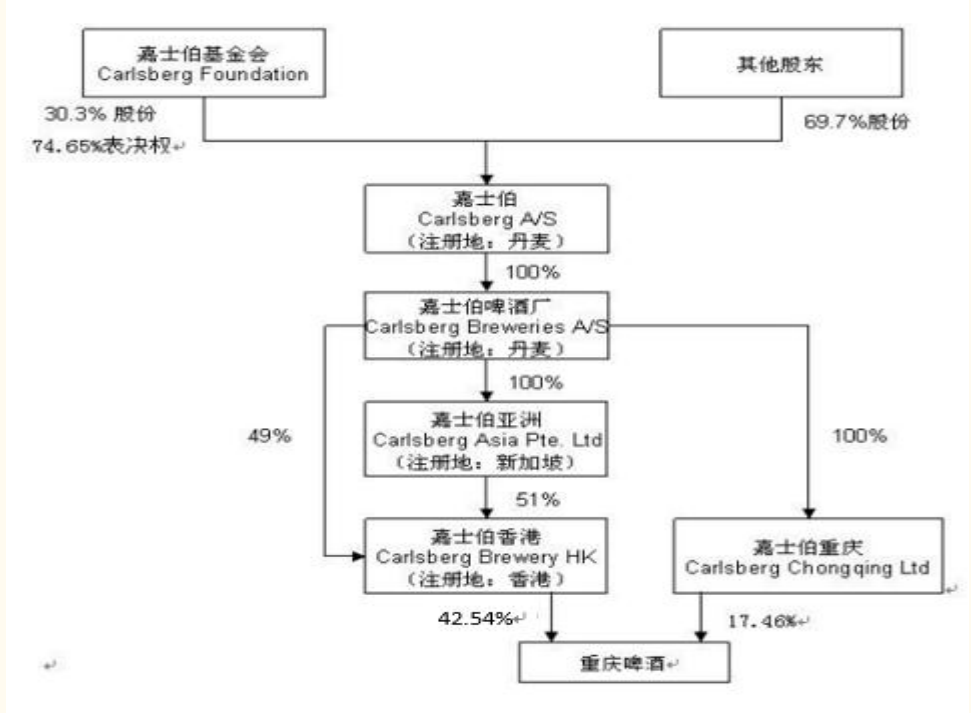 嘉士伯基金会
Carlsberg Foundation
其他股东
30.3% 股份
74.65%表决权↵
69.7%股份
嘉士伯
Carlsberg A/S
（注册地：丹麦）
100%
嘉士伯啤酒厂
Carlsberg Breweries A/S
（注册地：丹麦）
100%
49%
嘉士伯亚洲
Carlsberg Asia Pte. Ltd
（注册地：新加坡）
100%
51%
嘉士伯香港
Carlsberg Brewery HK
（注册地：香港）
嘉士伯重庆
Carlsberg Chongqing Ltd
↵
42.54%↵
17.46%↵
重庆啤酒↵
↵